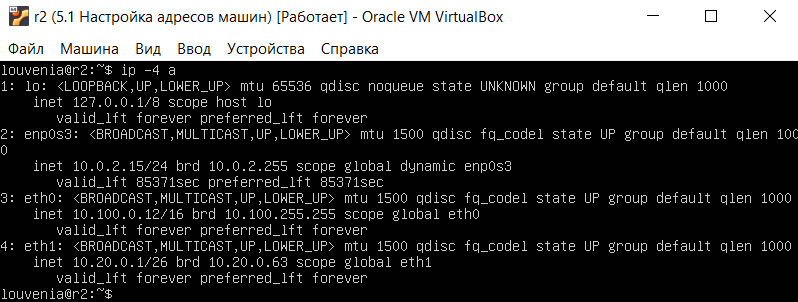 r2 (5.1 Настройка адресов машин) [Работает] - Oracle VM VirtualBox
Файл Машина Вид Ввод Устройства Справка
louvenia@r2:~$ ip -4 a
1: lo: <LOOPBACK,UP,LOWER_UP> mtu 65536 qdisc noqueue state UNKNOWN group default qlen 1000
    inet 127.0.0.1/8 scope host lo
       valid_lft forever preferred_lft forever
2: enp0s3: <BROADCAST,MULTICAST,UP,LOWER_UP> mtu 1500 qdisc fq_codel state UP group default qlen 100
0
    inet 10.0.2.15/24 brd 10.0.2.255 scope global dynamic enp0s3
       valid_lft 85371sec preferred_lft 85371sec
3: eth0: <BROADCAST,MULTICAST,UP,LOWER_UP> mtu 1500 qdisc fq_codel state UP group default qlen 1000
    inet 10.100.0.12/16 brd 10.100.255.255 scope global eth0
       valid_lft forever preferred_lft forever
4: eth1: <BROADCAST,MULTICAST,UP,LOWER_UP> mtu 1500 qdisc fq_codel state UP group default qlen 1000
    inet 10.20.0.1/26 brd 10.20.0.63 scope global eth1
       valid_lft forever preferred_lft forever
louvenia@r2:~$